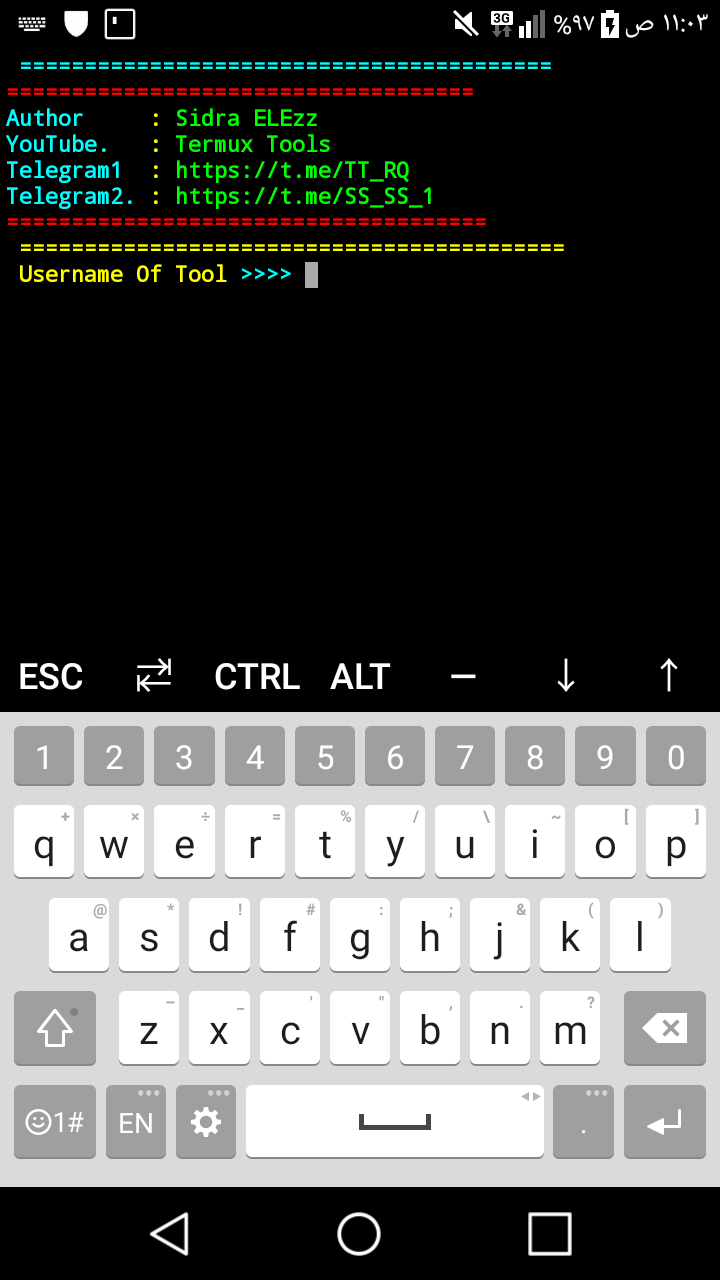 3G %٩٧ ص ١١:٠٣
=========================================
====================================
Author : Sidra ELEzz
YouTube. : Termux Tools
Telegram1 : https://t.me/TT_RQ
Telegram2. : https://t.me/SS_SS_1
=====================================
==========================================
Username Of Tool >>>>
ESC CTRL ALT – ↓ ↑
1 2 3 4 5 6 7 8 9 0
+ × ÷ = % / \ ~ [ ]
q w e r t y u i o p
@ * ! # : ; & ( )
a s d f g h j k l
– _ ' " , . ?
z x c v b n m
1# EN .